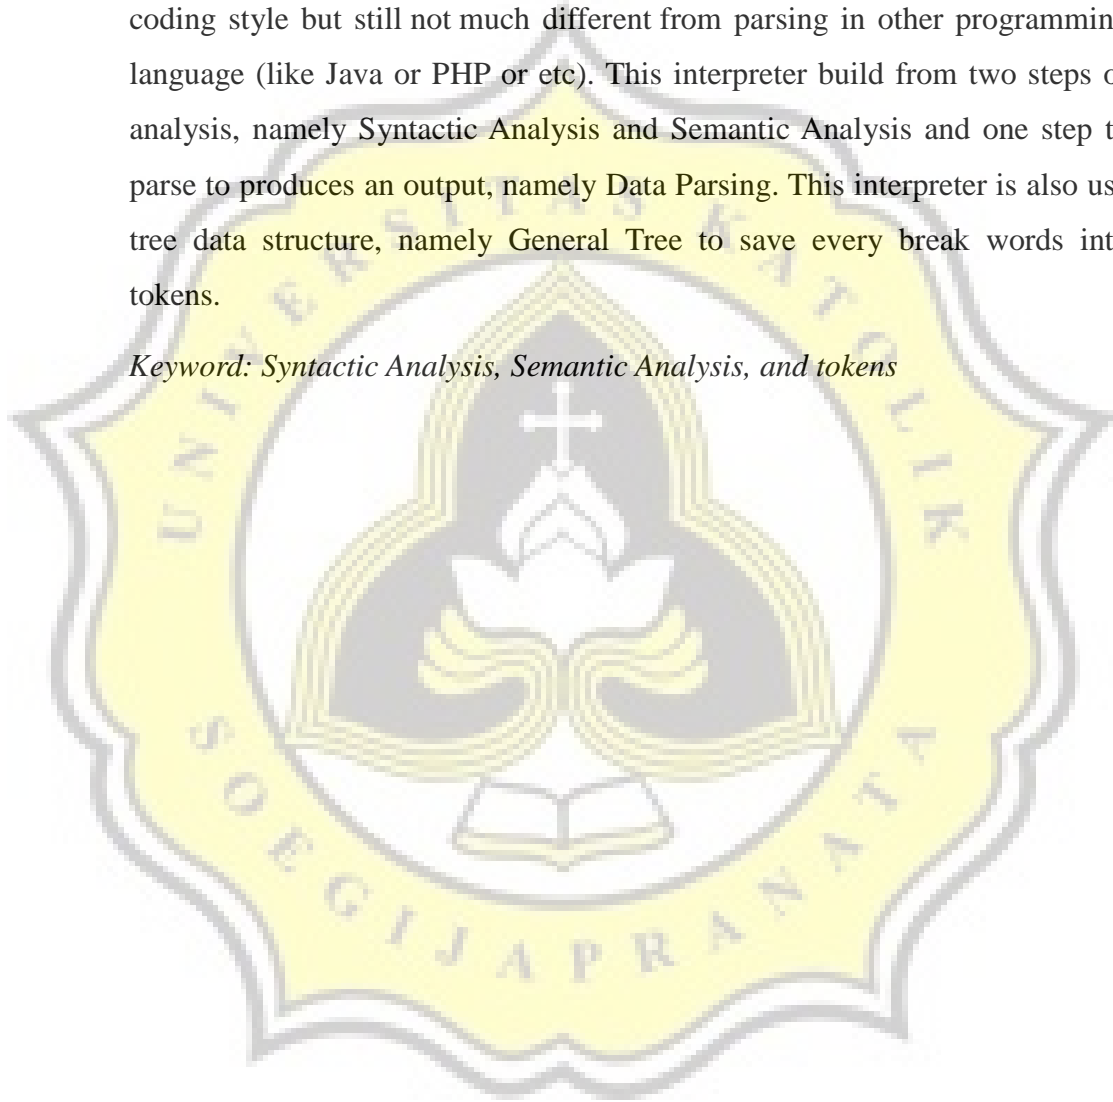 coding style but still not much different from parsing in other programmin
language (like Java or PHP or etc). This interpreter build from two steps o
analysis, namely Syntactic Analysis and Semantic Analysis and one step t
parse to produces an output, namely Data Parsing. This interpreter is also us
tree data structure, namely General Tree to save every break words int
tokens.
Keyword: Syntactic Analysis, Semantic Analysis, and tokens
UNIVERSITAS KATOLIK
SOEGIJAPRANATA